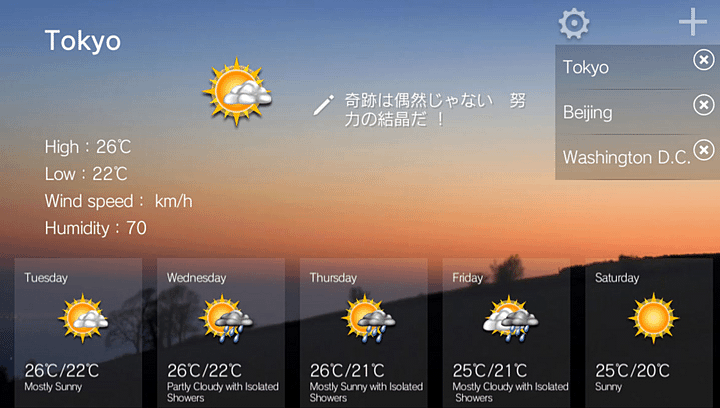 Tokyo
奇跡は偶然じゃない 努
力の結晶だ !
Tokyo
Beijing
Washington D.C.
High : 26℃
Low : 22℃
Wind speed : km/h
Humidity : 70
Tuesday
26℃/22℃
Mostly Sunny
Wednesday
26℃/22℃
Partly Cloudy with Isolated
Showers
Thursday
26℃/21℃
Mostly Sunny with Isolated
Showers
Friday
25℃/21℃
Mostly Cloudy with Isolated
Showers
Saturday
25℃/20℃
Sunny